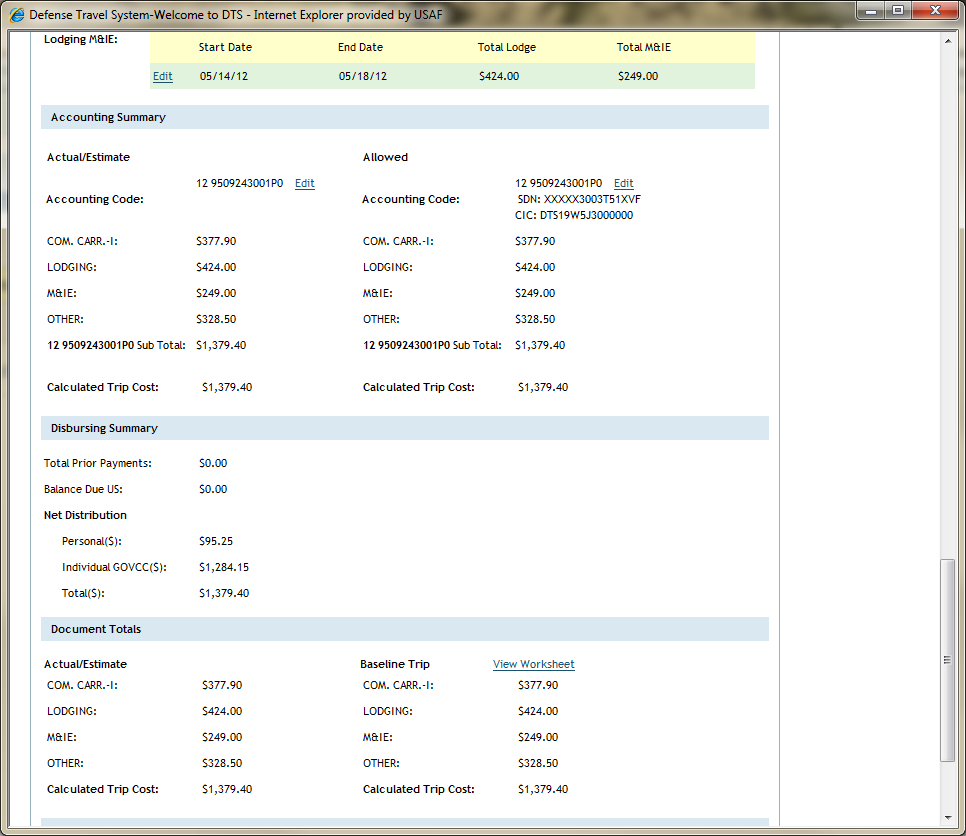 Defense Travel System-Welcome to DTS - Internet Explorer provided by USAF
Lodging M&IE:
Start Date End Date Total Lodge Total M&IE
Edit 05/14/12 05/18/12 $424.00 $249.00
Accounting Summary
Actual/Estimate Allowed
12 9509243001P0 Edit 12 9509243001P0 Edit
Accounting Code: Accounting Code: SDN: XXXXX3003T51XVF
CIC: DTS19W5J3000000
COM. CARR.-I: $377.90 COM. CARR.-I: $377.90
LODGING: $424.00 LODGING: $424.00
M&IE: $249.00 M&IE: $249.00
OTHER: $328.50 OTHER: $328.50
12 9509243001P0 Sub Total: $1,379.40 12 9509243001P0 Sub Total: $1,379.40
Calculated Trip Cost: $1,379.40 Calculated Trip Cost: $1,379.40
Disbursing Summary
Total Prior Payments: $0.00
Balance Due US: $0.00
Net Distribution
Personal($): $95.25
Individual GOVCC($): $1,284.15
Total($): $1,379.40
Document Totals
Actual/Estimate Baseline Trip View Worksheet
COM. CARR.-I: $377.90 COM. CARR.-I: $377.90
LODGING: $424.00 LODGING: $424.00
M&IE: $249.00 M&IE: $249.00
OTHER: $328.50 OTHER: $328.50
Calculated Trip Cost: $1,379.40 Calculated Trip Cost: $1,379.40